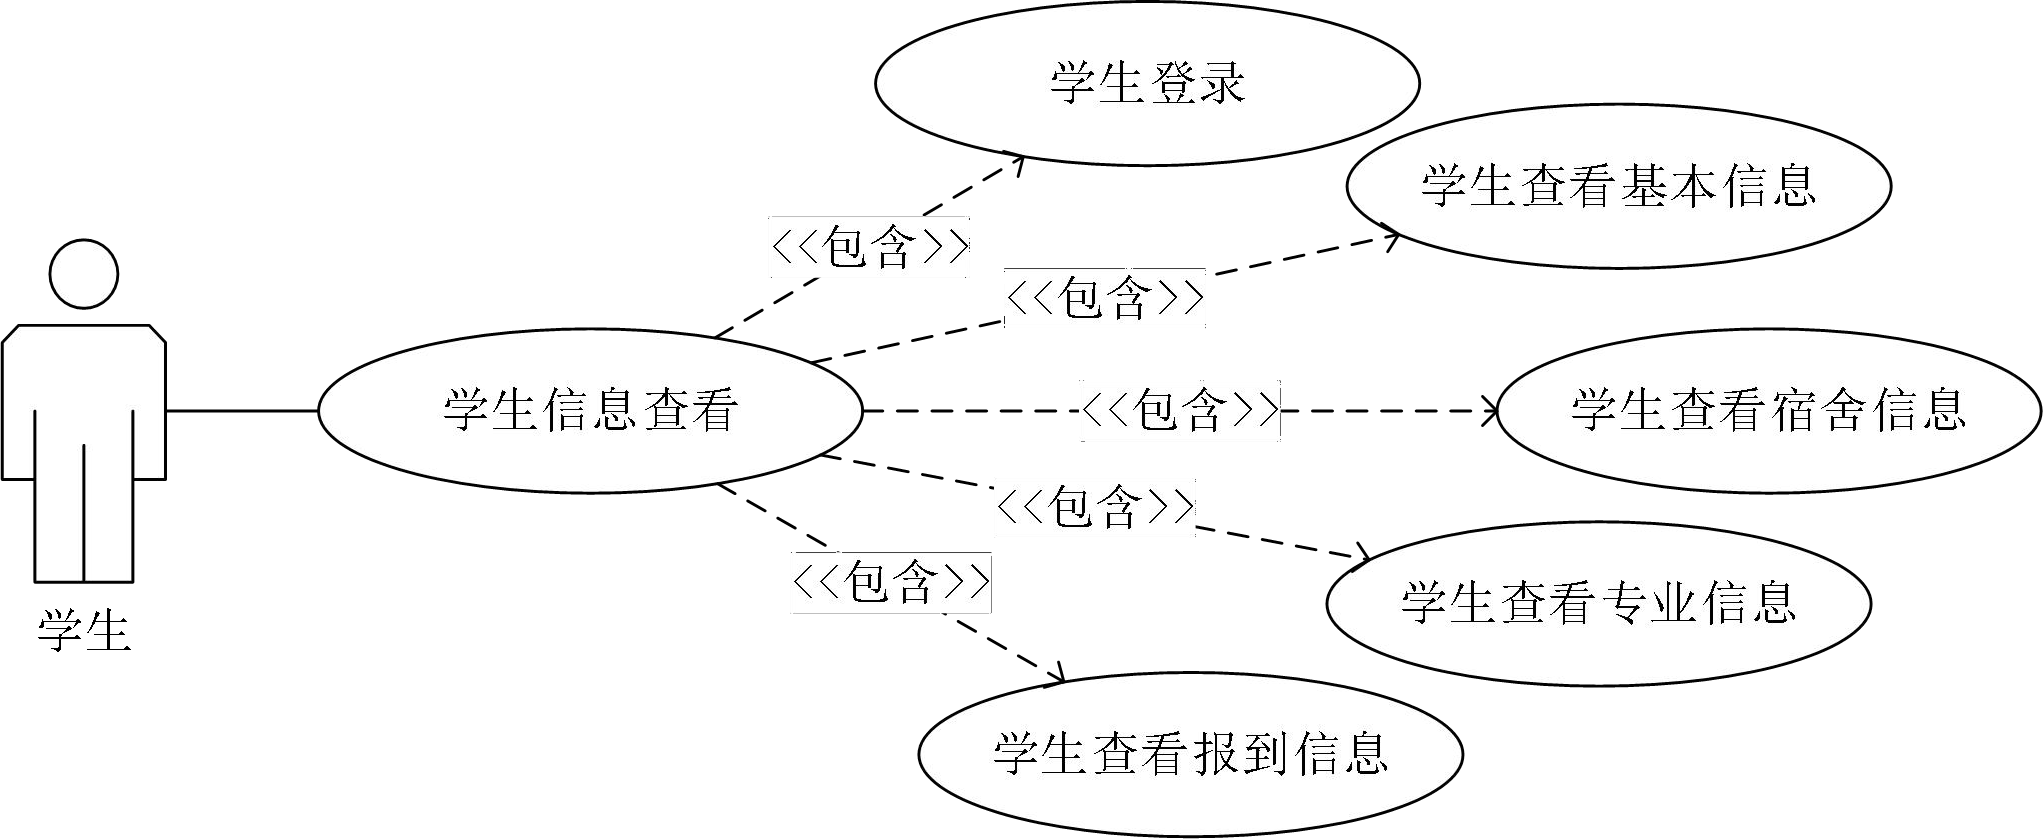 学生登录
学生查看基本信息
<<包含>>
<<包含>>
学生信息查看
<<包含>>
学生查看宿舍信息
<<包含>>
<<包含>>
学生查看专业信息
学生
学生查看报到信息